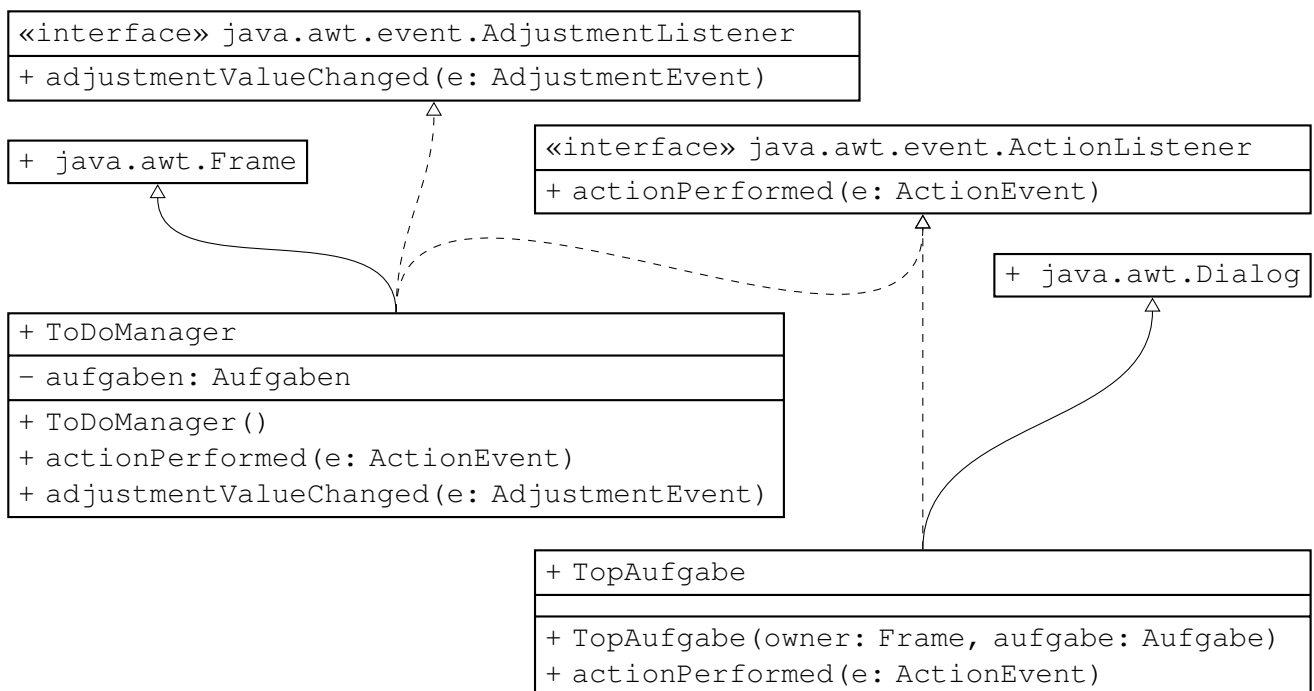 «interface» java.awt.event.AdjustmentListener
+ adjustmentValueChanged(e: AdjustmentEvent)
+ java.awt.Frame
«interface» java.awt.event.ActionListener
+ actionPerformed(e: ActionEvent)
+ java.awt.Dialog
+ ToDoManager
- aufgaben: Aufgaben
+ ToDoManager()
+ actionPerformed(e: ActionEvent)
+ adjustmentValueChanged(e: AdjustmentEvent)
+ TopAufgabe
+ TopAufgabe(owner: Frame, aufgabe: Aufgabe)
+ actionPerformed(e: ActionEvent)